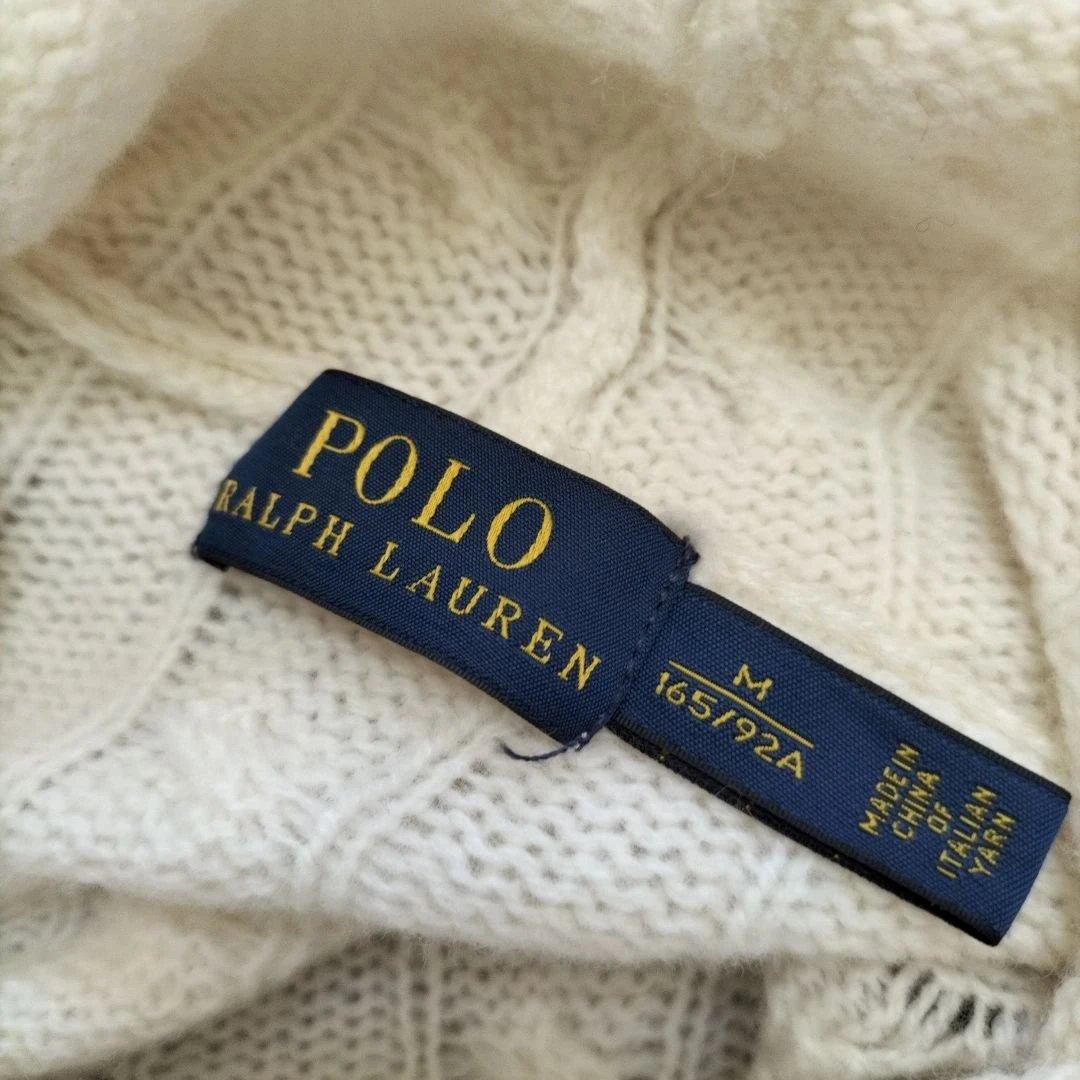 POLO
RALPH LAUREN
M
165/92A
MADE IN
CHINA
OF
ITALIAN
YARN